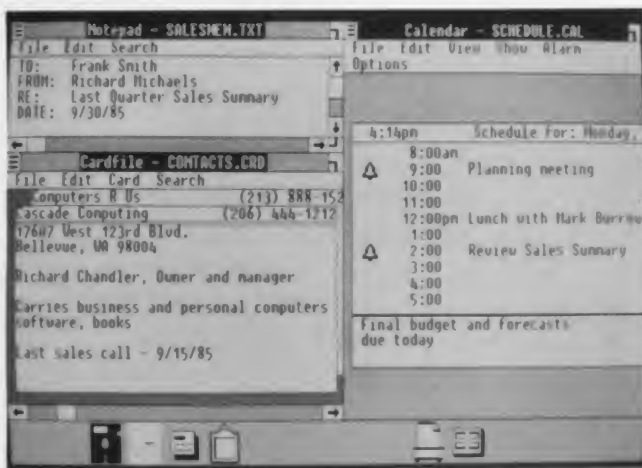 Notepad - SALESMEM.TXT
File Edit Search
TO: Frank Smith
FROM: Richard Michaels
RE: Last Quarter Sales Summary
DATE: 9/30/85
Cardfile - CONTACTS.CRD
File Edit Card Search
Computers R Us (213) 888-152
Cascade Computing (206) 444-1212
West 123rd Blvd.
Bellevue, WA 98004
Richard Chandler, Owner and manager
Carries business and personal computers
software, books
Last sales call - 9/15/85
Calendar - SCHEDULE.CAL
File Edit View Show Alarm
Options
4:14pm Schedule For: Monday,
8:00am
9:00 Planning meeting
10:00
11:00
12:00pm Lunch with Mark
1:00
2:00 Review Sales Summary
3:00
4:00
5:00
Final budget and forecasts
due today